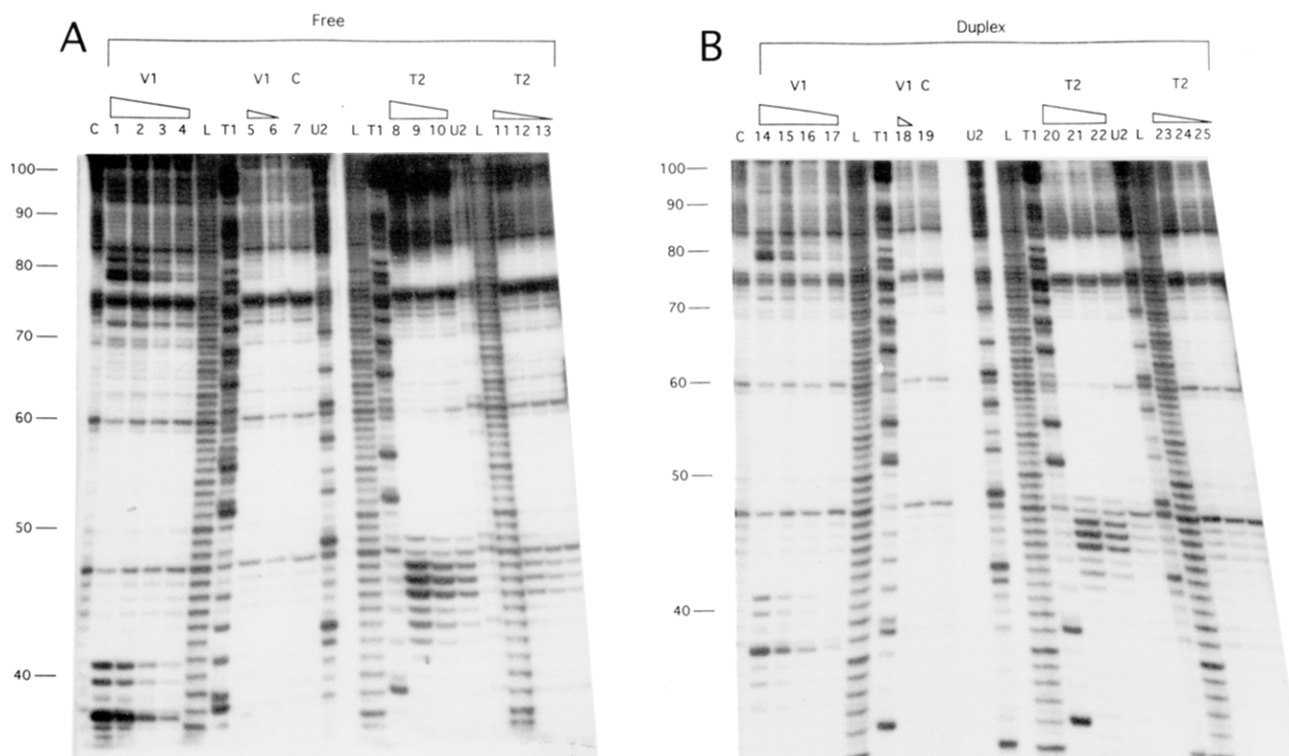 A
Free
V1 V1 C T2 T2
C 1 2 3 4 L T1 5 6 7 U2 L T1 8 9 10 U2 L 11 12 13
100
90
80
70
60
50
40
B
Duplex
V1 V1 C T2 T2
C 14 15 16 17 L T1 18 19 U2 L T1 20 21 22 U2 L 23 24 25
100
90
80
70
60
50
40